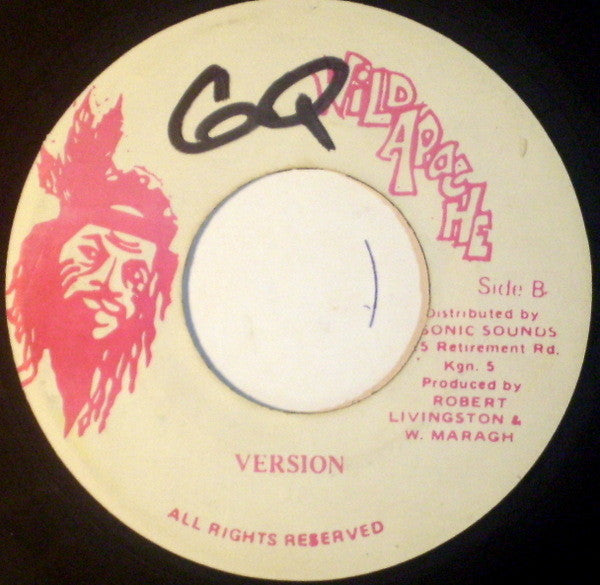 GQ
WILD
APACHE
Side B
Distributed by
SONIC SOUNDS
5 Retirement Rd.
Kgn. 5
Produced by
ROBERT
LIVINGSTON &
W. MARAGH
VERSION
ALL RIGHTS RESERVED